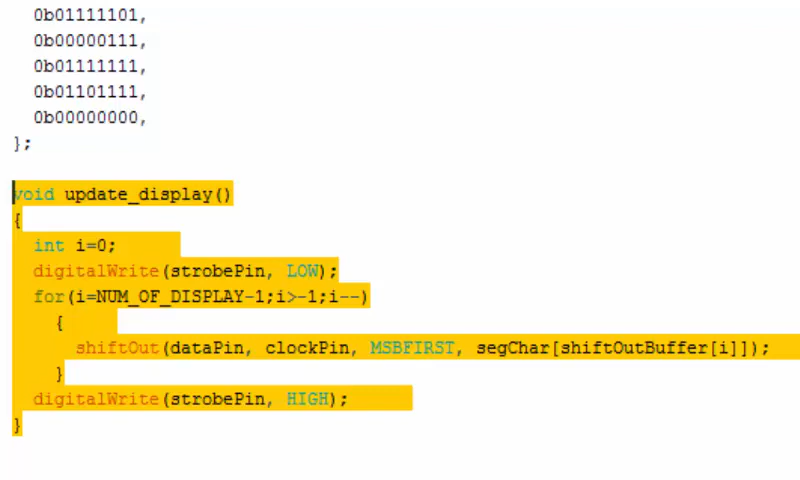 0b01111101,
0b00000111,
0b01111111,
0b01101111,
0b00000000,
};
void update_display()
{
int i=0;
digitalWrite(strobePin, LOW);
for(i=NUM_OF_DISPLAY-1;i>-1;i--)
{
shiftOut(dataPin, clockPin, MSBFIRST, segChar[shiftOutBuffer[i]]);
}
digitalWrite(strobePin, HIGH);
}